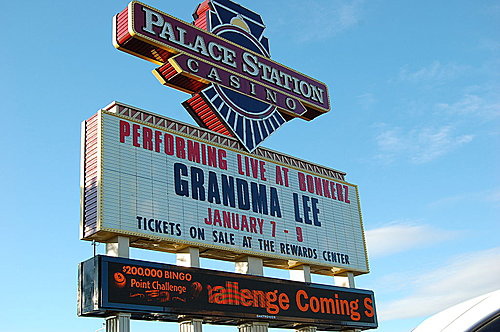 PALACE STATION
CASINO
PERFORMING LIVE AT BONKERZ
GRANDMA LEE
JANUARY 7 - 9
TICKETS ON SALE AT THE REWARDS CENTER
$200,000 BINGO
Point Challenge
allenge Coming S